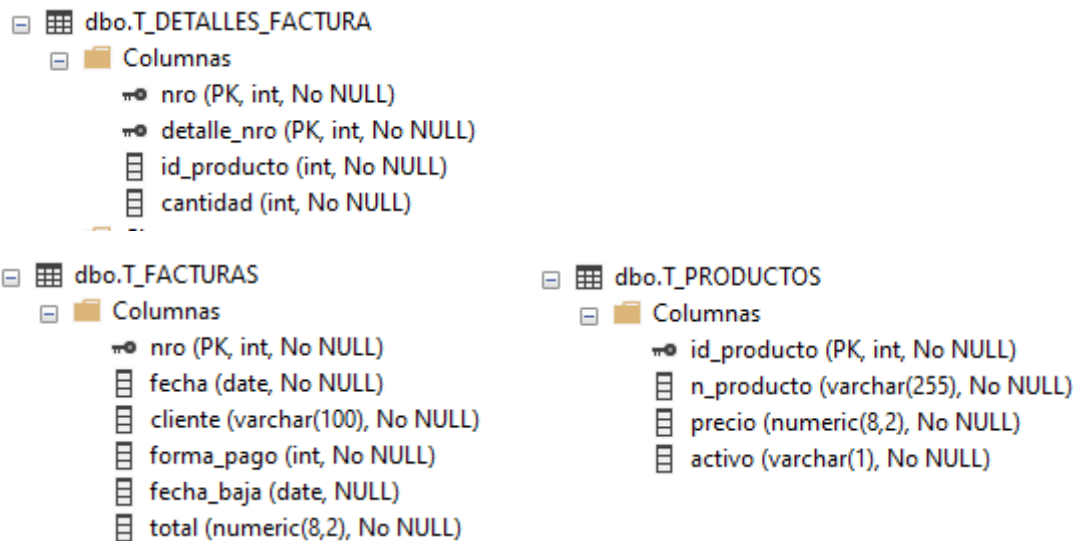 dbo.T_DETALLES_FACTURA
Columnas
nro (PK, int, No NULL)
detalle_nro (PK, int, No NULL)
id_producto (int, No NULL)
cantidad (int, No NULL)
dbo.T_FACTURAS
Columnas
nro (PK, int, No NULL)
fecha (date, No NULL)
cliente (varchar(100), No NULL)
forma_pago (int, No NULL)
fecha_baja (date, NULL)
total (numeric(8,2), No NULL)
dbo.T_PRODUCTOS
Columnas
id_producto (PK, int, No NULL)
n_producto (varchar(255), No NULL)
precio (numeric(8,2), No NULL)
activo (varchar(1), No NULL)